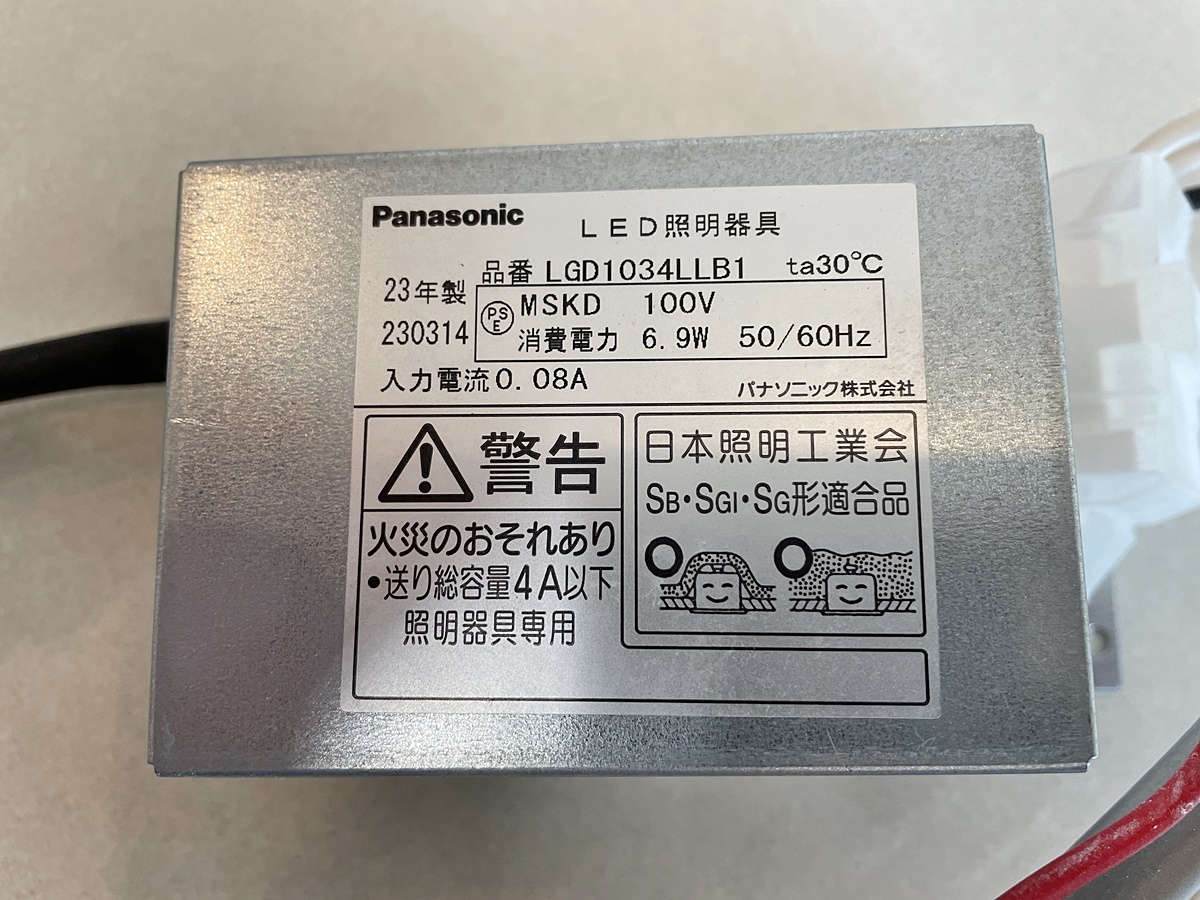 Panasonic
LED照明器具
品番 LGD1034LLB1 ta30℃
23年製
230314
PSE
MSKD 100V
消費電力 6.9W 50/60Hz
入力電流0.08A
パナソニック株式会社
警告
火災のおそれあり
・送り総容量4A以下
照明器具専用
日本照明工業会
SB・SGI・SG形適合品